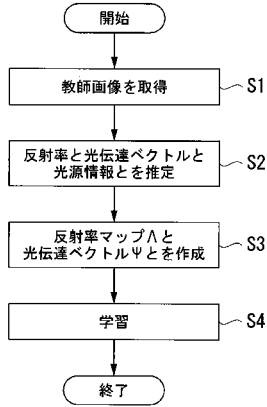 開始
教師画像を取得
S1
反射率と光伝達ベクトルと
光源情報とを推定
S2
反射率マップΛと
光伝達ベクトルΨとを作成
S3
学習
S4
終了